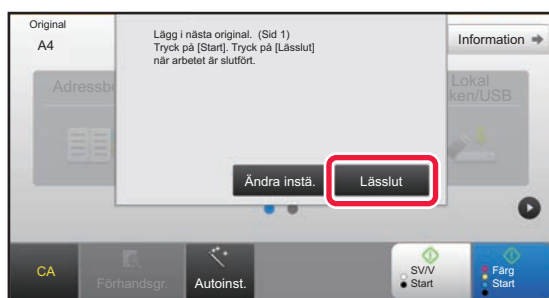 Original
A4
Lägg i nästa original. (Sid 1)
Tryck på [Start]. Tryck på [Lässlut]
när arbetet är slutfört.
Information
Adressb
Lokal
ken/USB
Ändra instä.
Lässlut
CA
Förhandsgr.
Autoinst.
SV/V
Start
Färg
Start